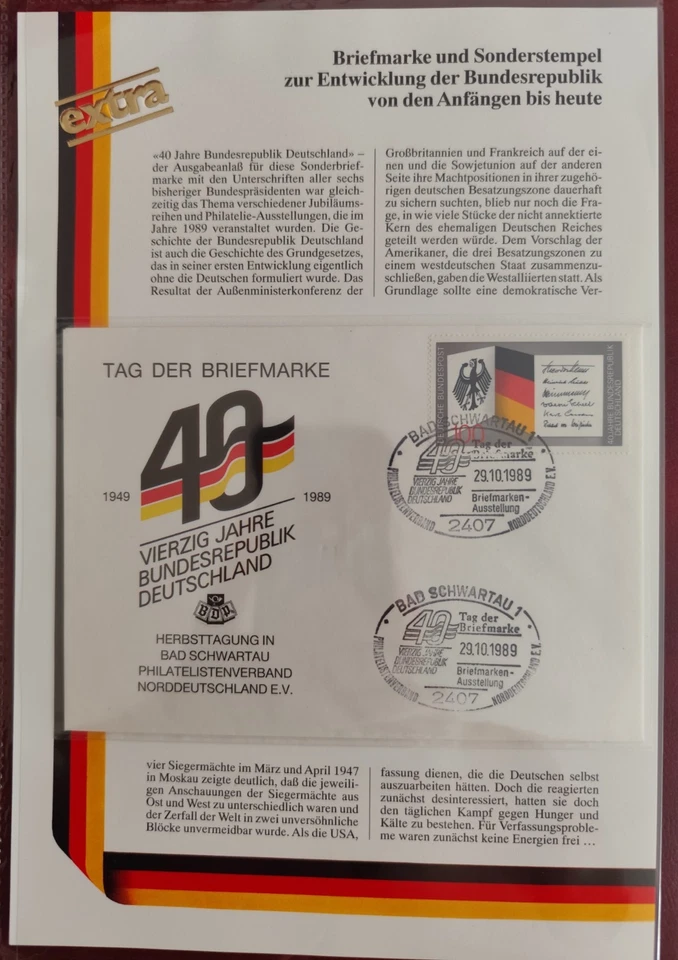 extra
Briefmarke und Sonderstempel
zur Entwicklung der Bundesrepublik
von den Anfängen bis heute
«40 Jahre Bundesrepublik Deutschland» –
der Ausgabeanlaß für diese Sonderbrief-
marke mit den Unterschriften aller sechs
bisheriger Bundespräsidenten war gleich-
zeitig das Thema verschiedener Jubiläums-
reihen und Philatelie-Ausstellungen, die im
Jahre 1989 veranstaltet wurden. Die Ge-
schichte der Bundesrepublik Deutschland
ist auch die Geschichte des Grundgesetzes,
das in seiner ersten Entwicklung eigentlich
ohne die Deutschen formuliert wurde. Das
Resultat der Außenministerkonferenz der
Großbritannien und Frankreich auf der ei-
nen und die Sowjetunion auf der anderen
Seite ihre Machtpositionen in ihrer zugehö-
rigen deutschen Besatzungszone dauerhaft
zu sichern suchten, blieb nur noch die Fra-
ge, in wie viele Stücke der nicht annektierte
Kern des ehemaligen Deutschen Reiches
geteilt werden würde. Dem Vorschlag der
Amerikaner, die drei Besatzungszonen zu
einem westdeutschen Staat zusammenzu-
schließen, gaben die Westalliierten statt. Als
Grundlage sollte eine demokratische Ver-
TAG DER BRIEFMARKE
40
1949
1989
VIERZIG JAHRE
BUNDESREPUBLIK
DEUTSCHLAND
BDPh
HERBSTTAGUNG IN
BAD SCHWARTAU
PHILATELISTENVERBAND
NORDDEUTSCHLAND E.V.
DEUTSCHE BUNDESPOST
100
40 JAHRE BUNDESREPUBLIK
DEUTSCHLAND
BAD SCHWARTAU 1
40
Tag der
Briefmarke
VIERZIG JAHRE
BUNDESREPUBLIK
DEUTSCHLAND
29.10.1989
Briefmarken-
Ausstellung
2407
PHILATELISTENVERBAND
NORDDEUTSCHLAND E.V.
BAD SCHWARTAU 1
40
Tag der
Briefmarke
VIERZIG JAHRE
BUNDESREPUBLIK
DEUTSCHLAND
29.10.1989
Briefmarken-
Ausstellung
2407
PHILATELISTENVERBAND
NORDDEUTSCHLAND E.V.
vier Siegermächte im März und April 1947
in Moskau zeigte deutlich, daß die jeweili-
gen Anschauungen der Siegermächte aus
Ost und West zu unterschiedlich waren und
der Zerfall der Welt in zwei unversöhnliche
Blöcke unvermeidbar wurde. Als die USA,
fassung dienen, die die Deutschen selbst
auszuarbeiten hätten. Doch die reagierten
zunächst desinteressiert, hatten sie doch
den täglichen Kampf gegen Hunger und
Kälte zu bestehen. Für Verfassungsproble-
me waren zunächst keine Energien frei ...